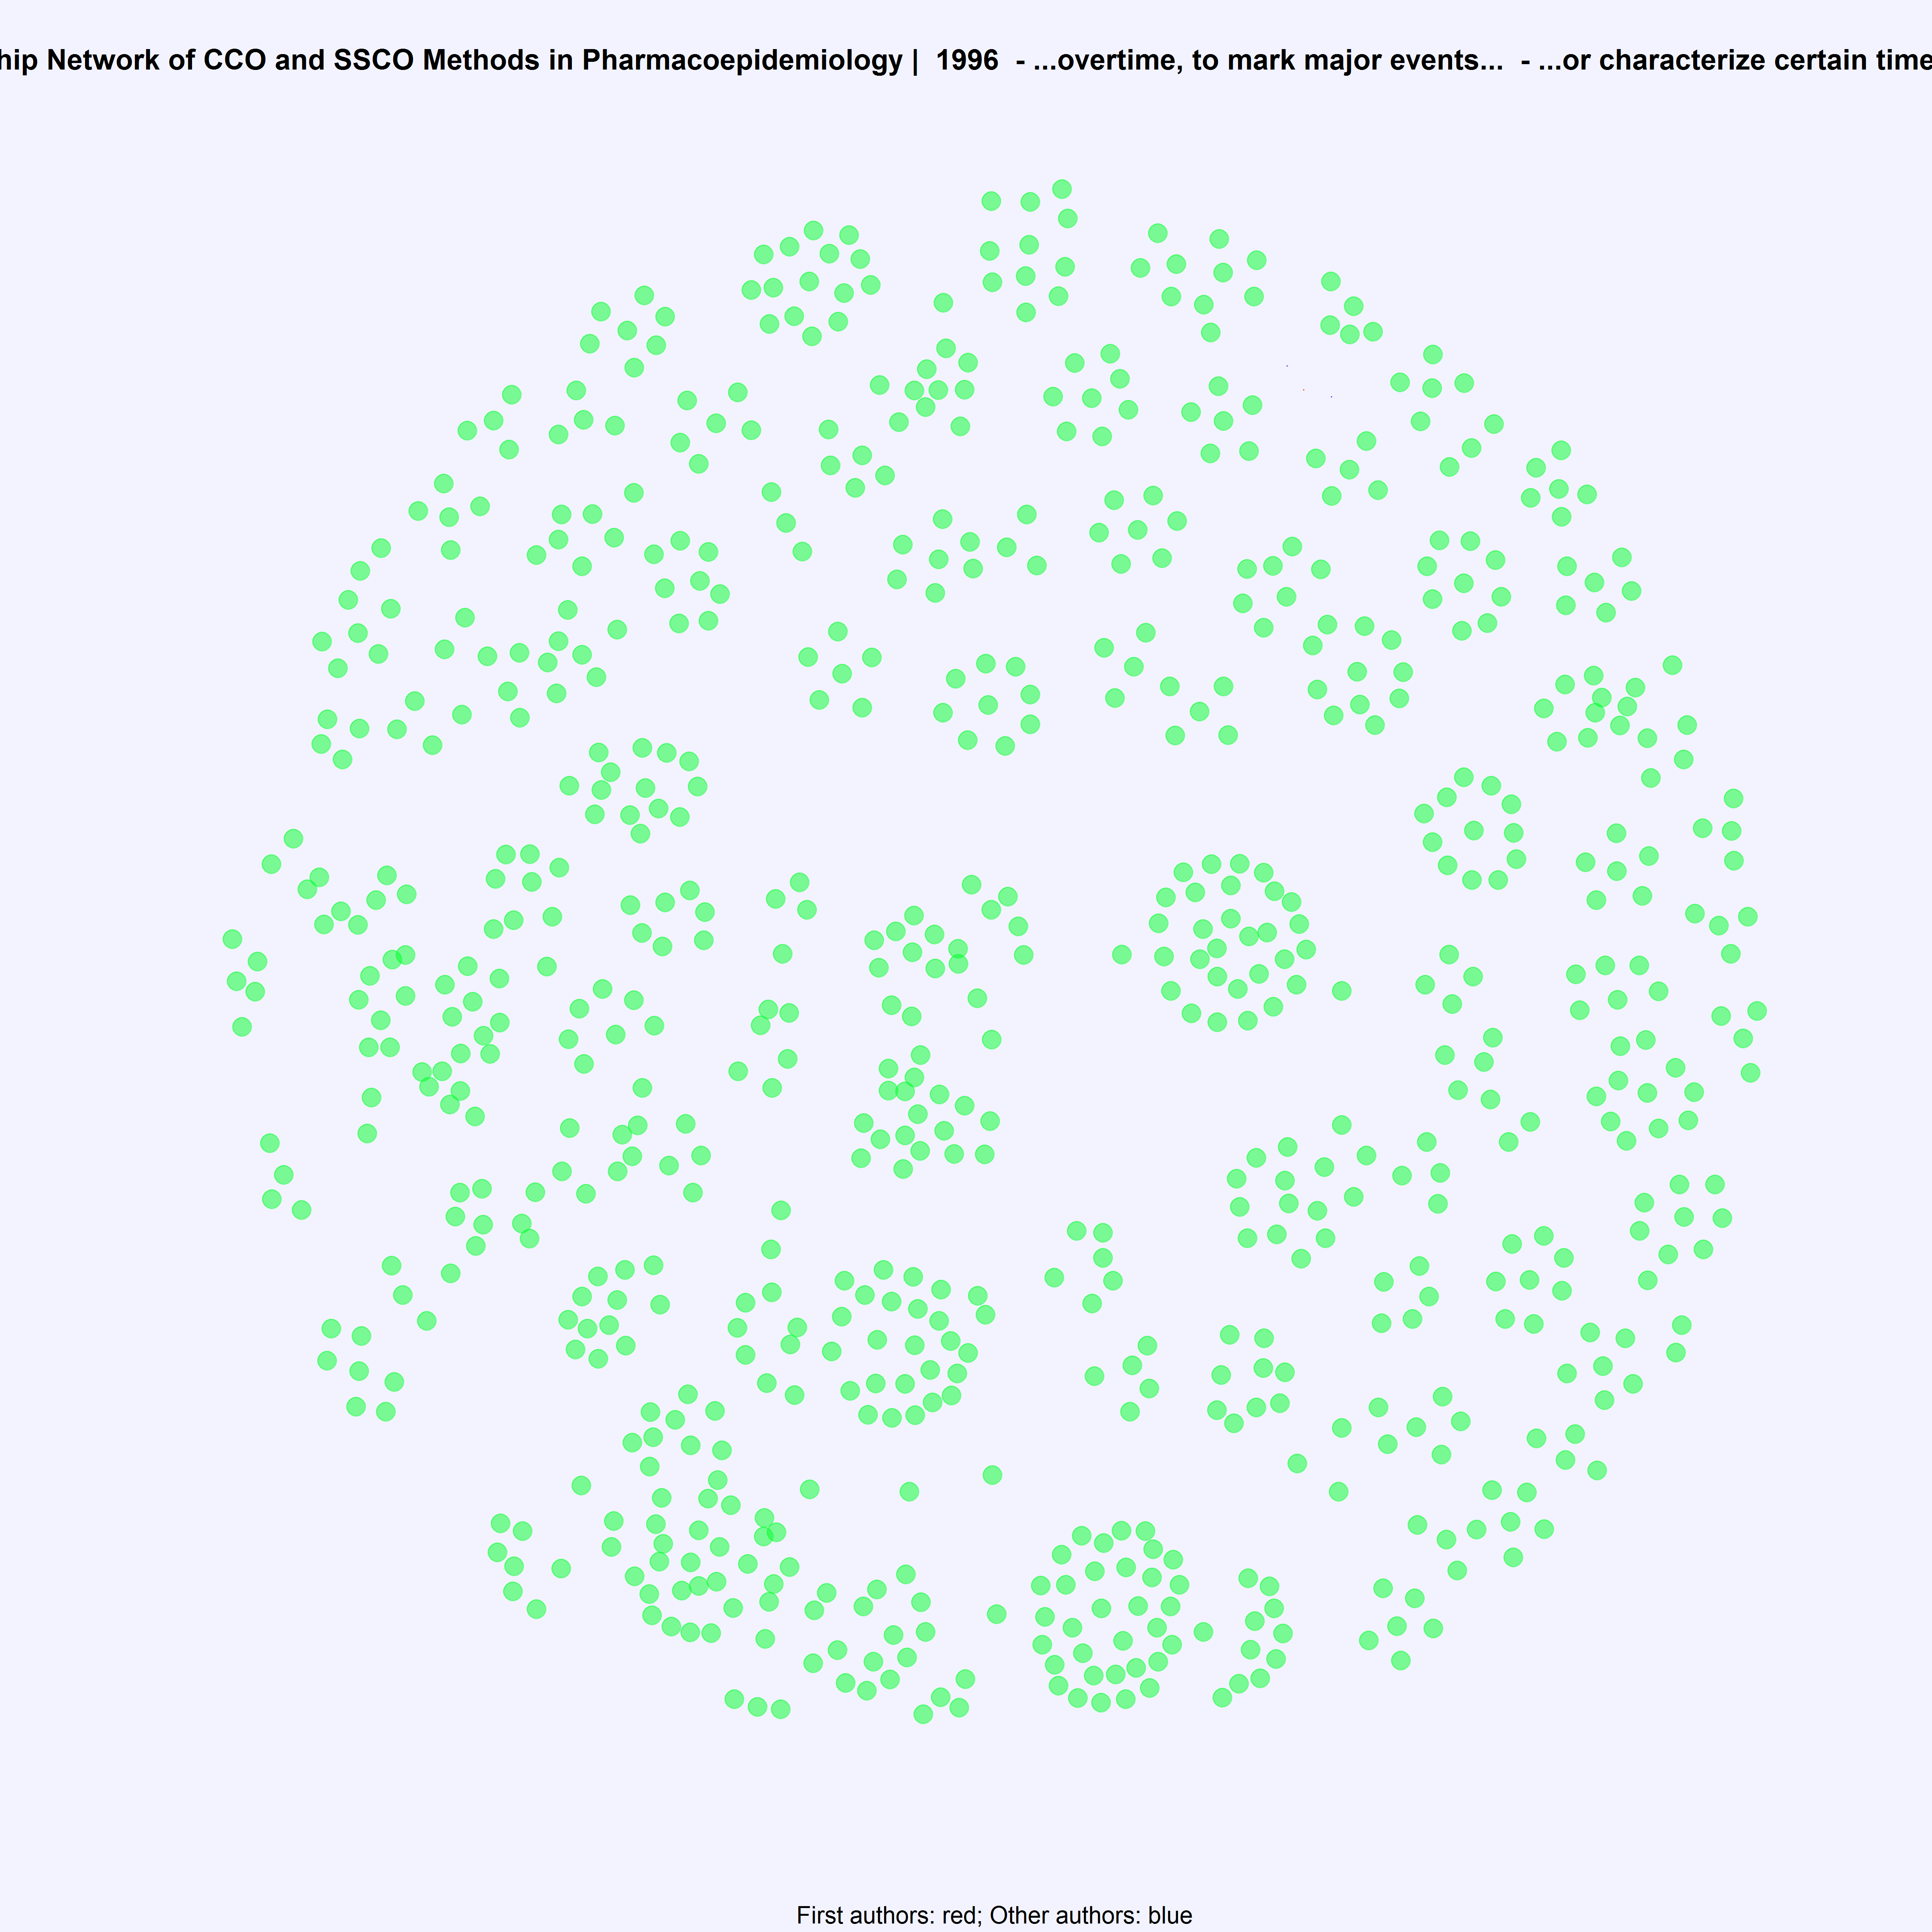 hip Network of CCO and SSCO Methods in Pharmacoepidemiology | 1996 - ...overtime, to mark major events... - ...or characterize certain time
First authors: red; Other authors: blue